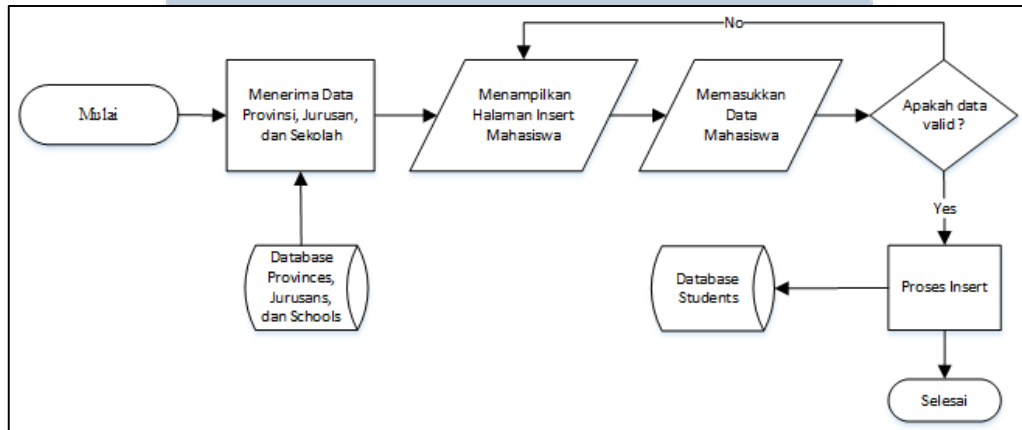 No
Mulai
Menerima Data
Provinsi, Jurusan,
dan Sekolah
Menampilkan
Halaman Insert
Mahasiswa
Memasukkan
Data
Mahasiswa
Apakah data
valid ?
Yes
Database
Provinces,
Jurusans,
dan Schools
Database
Students
Proses Insert
Selesai